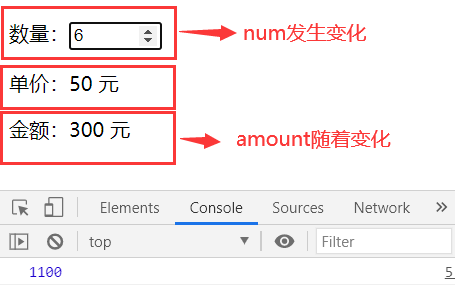 数量：6
num发生变化
单价：50 元
金额：300 元
amount随着变化
Elements Console Sources Network »
top Filter
1100 5